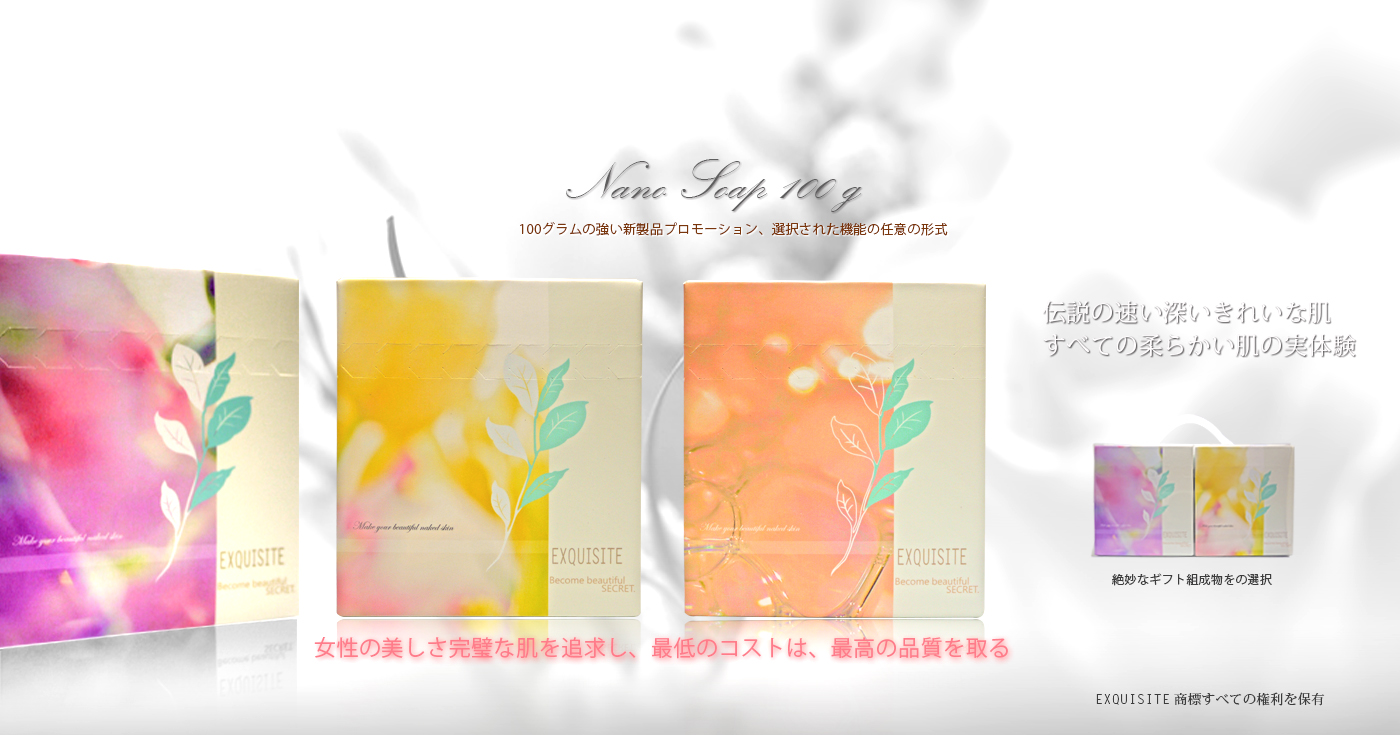 Nano Soap 100 g
100グラムの強い新製品プロモーション、選択された機能の任意の形式
伝説の速い深いきれいな肌
すべての柔らかい肌の実体験
Make your beautiful naked skin
EXQUISITE
Become beautiful
SECRET.
Make your beautiful naked skin
EXQUISITE
Become beautiful
SECRET.
Make your beautiful naked skin
EXQUISITE
Become beautiful
SECRET.
絶妙なギフト組成物をの選択
女性の美しさ完璧な肌を追求し、最低のコストは、最高の品質を取る
EXQUISITE 商標すべての権利を保有